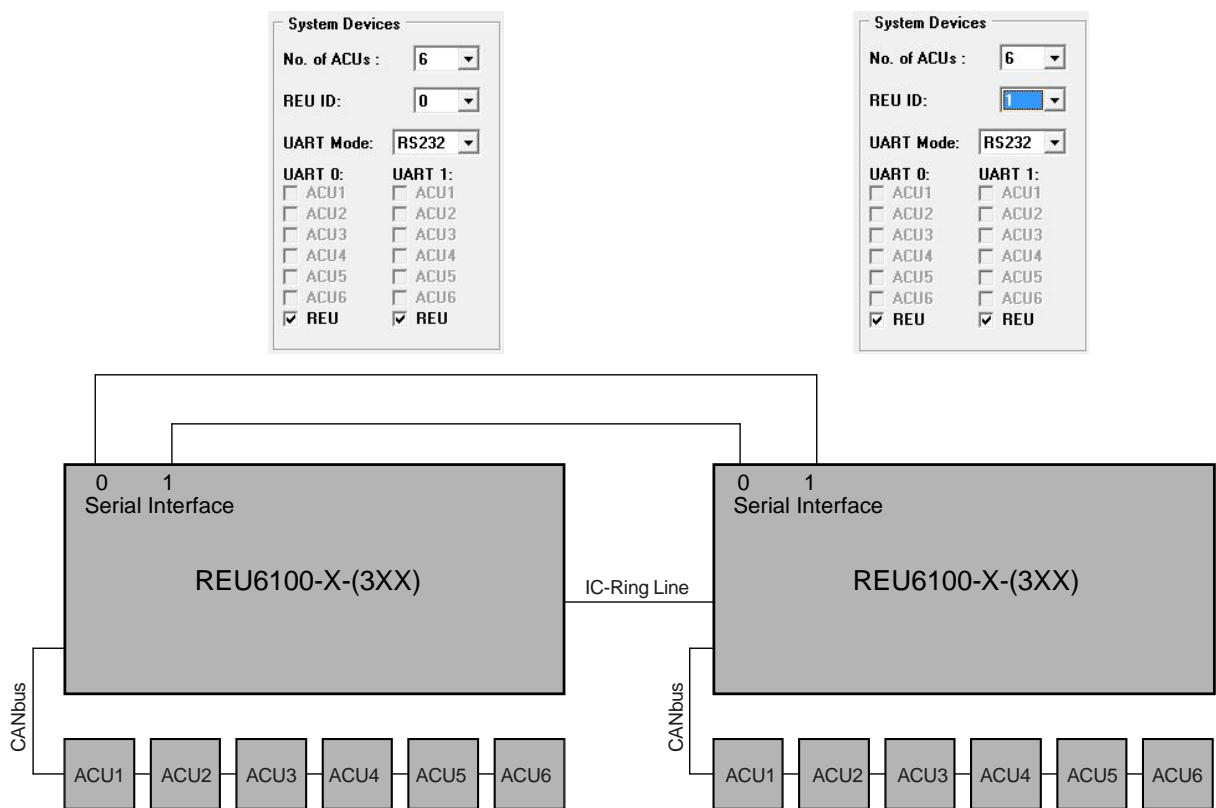 System Devices
No. of ACUs : 6
REU ID: 0
UART Mode: RS232
UART 0: UART 1:
ACU1 ACU1
ACU2 ACU2
ACU3 ACU3
ACU4 ACU4
ACU5 ACU5
ACU6 ACU6
REU REU
System Devices
No. of ACUs : 6
REU ID: 1
UART Mode: RS232
UART 0: UART 1:
ACU1 ACU1
ACU2 ACU2
ACU3 ACU3
ACU4 ACU4
ACU5 ACU5
ACU6 ACU6
REU REU
0 1
Serial Interface
REU6100-X-(3XX)
IC-Ring Line
0 1
Serial Interface
REU6100-X-(3XX)
CANbus
ACU1 ACU2 ACU3 ACU4 ACU5 ACU6
CANbus
ACU1 ACU2 ACU3 ACU4 ACU5 ACU6